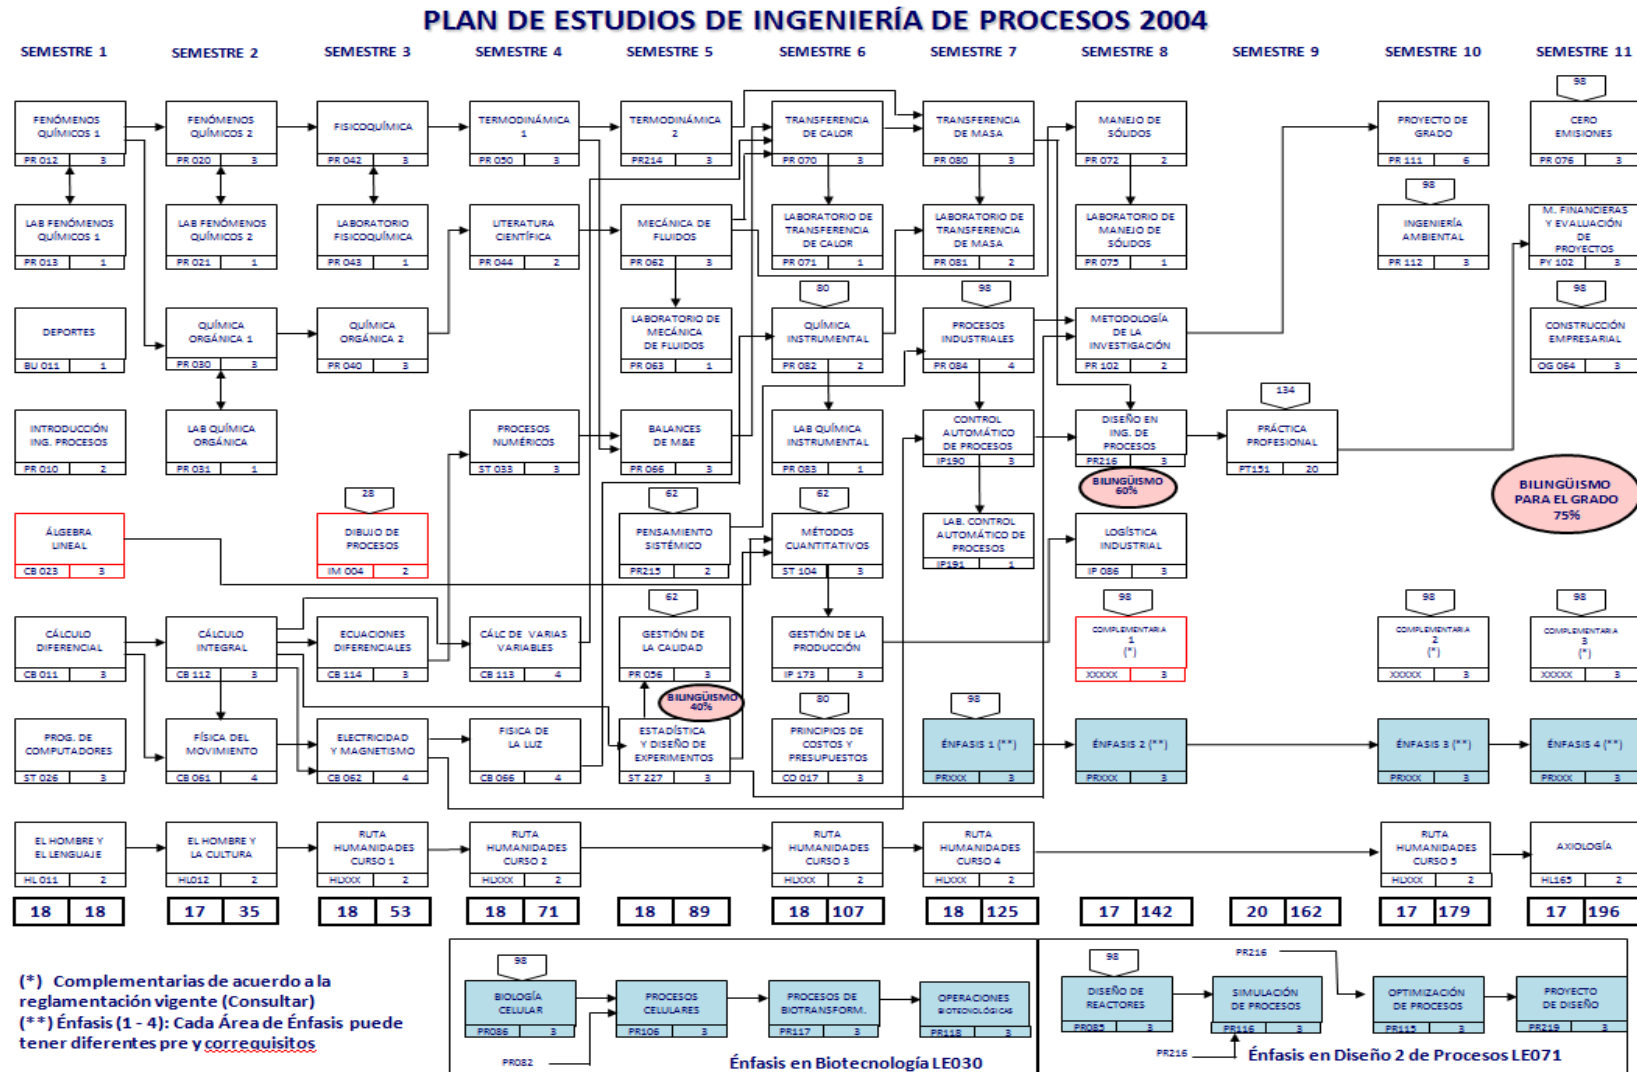 PLAN DE ESTUDIOS DE INGENIERÍA DE PROCESOS 2004
SEMESTRE 1
SEMESTRE 2
SEMESTRE 3
SEMESTRE 4
SEMESTRE 5
SEMESTRE 6
SEMESTRE 7
SEMESTRE 8
SEMESTRE 9
SEMESTRE 10
SEMESTRE 11
FENÓMENOS
QUÍMICOS 1
PR 012 3
FENÓMENOS
QUÍMICOS 2
PR 020 3
FISICOQUÍMICA
PR 042 3
TERMODINÁMICA
1
PR 050 3
TERMODINÁMICA
2
PR214 3
TRANSFERENCIA
DE CALOR
PR 070 3
TRANSFERENCIA
DE MASA
PR 080 3
MANEJO DE
SÓLIDOS
PR 072 2
PROYECTO DE
GRADO
PR 111 6
98
CERO
EMISIONES
PR 076 3
LAB FENÓMENOS
QUÍMICOS 1
PR 013 1
LAB FENÓMENOS
QUÍMICOS 2
PR 021 1
LABORATORIO
FISICOQUÍMICA
PR 043 1
LITERATURA
CIENTÍFICA
PR 044 2
MECÁNICA DE
FLUIDOS
PR 062 3
LABORATORIO DE
TRANSFERENCIA
DE CALOR
PR 071 1
LABORATORIO DE
TRANSFERENCIA
DE MASA
PR 081 2
LABORATORIO DE
MANEJO DE
SÓLIDOS
PR 075 1
98
INGENIERÍA
AMBIENTAL
PR 112 3
M. FINANCIERAS
Y EVALUACIÓN
DE
PROYECTOS
PY 102 3
DEPORTES
BU 011 1
QUÍMICA
ORGÁNICA 1
PR 030 3
QUÍMICA
ORGÁNICA 2
PR 040 3
LABORATORIO DE
MECÁNICA
DE FLUIDOS
PR 063 1
80
QUÍMICA
INSTRUMENTAL
PR 082 2
98
PROCESOS
INDUSTRIALES
PR 084 4
METODOLOGÍA
DE LA
INVESTIGACIÓN
PR 102 2
98
CONSTRUCCIÓN
EMPRESARIAL
OG 064 3
INTRODUCCIÓN
ING. PROCESOS
PR 010 2
LAB QUÍMICA
ORGÁNICA
PR 031 1
PROCESOS
NUMÉRICOS
ST 033 3
BALANCES
DE M&E
PR 066 3
LAB QUÍMICA
INSTRUMENTAL
PR 083 1
CONTROL
AUTOMÁTICO
DE PROCESOS
IP190 3
DISEÑO EN
ING. DE
PROCESOS
PR216 3
134
PRÁCTICA
PROFESIONAL
PT151 20
BILINGÜISMO
60%
BILINGÜISMO
PARA EL GRADO
75%
ÁLGEBRA
LINEAL
CB 023 3
28
DIBUJO DE
PROCESOS
IM 004 2
62
PENSAMIENTO
SISTÉMICO
PR215 2
62
MÉTODOS
CUANTITATIVOS
ST 104 3
LAB. CONTROL
AUTOMÁTICO DE
PROCESOS
IP191 1
LOGÍSTICA
INDUSTRIAL
IP 086 3
CÁLCULO
DIFERENCIAL
CB 011 3
CÁLCULO
INTEGRAL
CB 112 3
ECUACIONES
DIFERENCIALES
CB 114 3
CÁLC DE VARIAS
VARIABLES
CB 113 4
62
GESTIÓN DE
LA CALIDAD
PR 056 3
GESTIÓN DE LA
PRODUCCIÓN
IP 173 3
98
COMPLEMENTARIA
1
(*)
XXXXX 3
98
COMPLEMENTARIA
2
(*)
XXXXX 3
98
COMPLEMENTARIA
3
(*)
XXXXX 3
BILINGÜISMO
40%
PROG. DE
COMPUTADORES
ST 026 3
FÍSICA DEL
MOVIMIENTO
CB 061 4
ELECTRICIDAD
Y MAGNETISMO
CB 062 4
FISICA DE
LA LUZ
CB 066 4
ESTADÍSTICA
Y DISEÑO DE
EXPERIMENTOS
ST 227 3
80
PRINCIPIOS DE
COSTOS Y
PRESUPUESTOS
CO 017 3
98
ÉNFASIS 1 (**)
PRXXX 3
ÉNFASIS 2 (**)
PRXXX 3
ÉNFASIS 3 (**)
PRXXX 3
ÉNFASIS 4 (**)
PRXXX 3
EL HOMBRE Y
EL LENGUAJE
HL 011 2
EL HOMBRE Y
LA CULTURA
HL012 2
RUTA
HUMANIDADES
CURSO 1
HLXXX 2
RUTA
HUMANIDADES
CURSO 2
HLXXX 2
RUTA
HUMANIDADES
CURSO 3
HLXXX 2
RUTA
HUMANIDADES
CURSO 4
HLXXX 2
RUTA
HUMANIDADES
CURSO 5
HLXXX 2
AXIOLOGÍA
HL165 2
18 18
17 35
18 53
18 71
18 89
18 107
18 125
17 142
20 162
17 179
17 196
(*) Complementarias de acuerdo a la
reglamentación vigente (Consultar)
(**) Énfasis (1 - 4): Cada Área de Énfasis puede
tener diferentes pre y correquisitos
98
BIOLOGÍA
CELULAR
PR086 3
PROCESOS
CELULARES
PR106 3
PROCESOS DE
BIOTRANSFORM.
PR117 3
OPERACIONES
BIOTECNOLÓGICAS
PR118 3
PR082
Énfasis en Biotecnología LE030
98
DISEÑO DE
REACTORES
PR085 3
PR216
SIMULACIÓN
DE PROCESOS
PR116 3
OPTIMIZACIÓN
DE PROCESOS
PR115 3
PROYECTO
DE DISEÑO
PR219 3
PR216
Énfasis en Diseño 2 de Procesos LE071